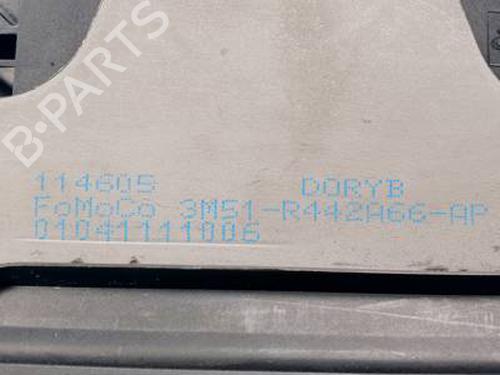 B-PARTS
114605 DORYB
FoMoCo 3M51-R442A66-AP
01041111006